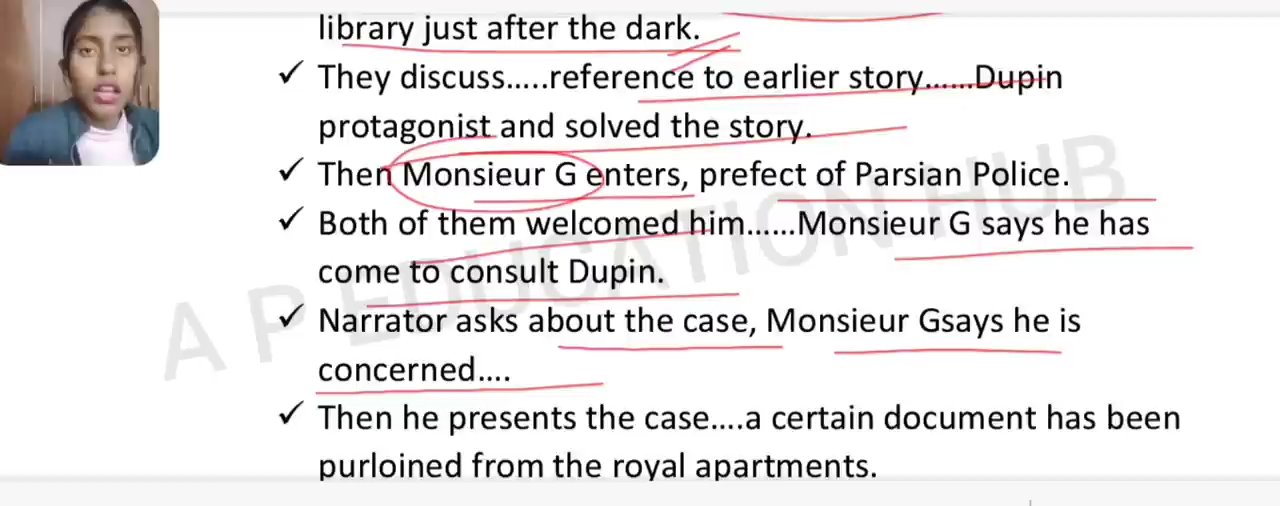 library just after the dark.
✓ They discuss.....reference to earlier story......Dupin
protagonist and solved the story.
✓ Then Monsieur G enters, prefect of Parsian Police.
✓ Both of them welcomed him......Monsieur G says he has
come to consult Dupin.
✓ Narrator asks about the case, Monsieur Gsays he is
concerned....
✓ Then he presents the case....a certain document has been
purloined from the royal apartments.
A P EDUCATION HUB